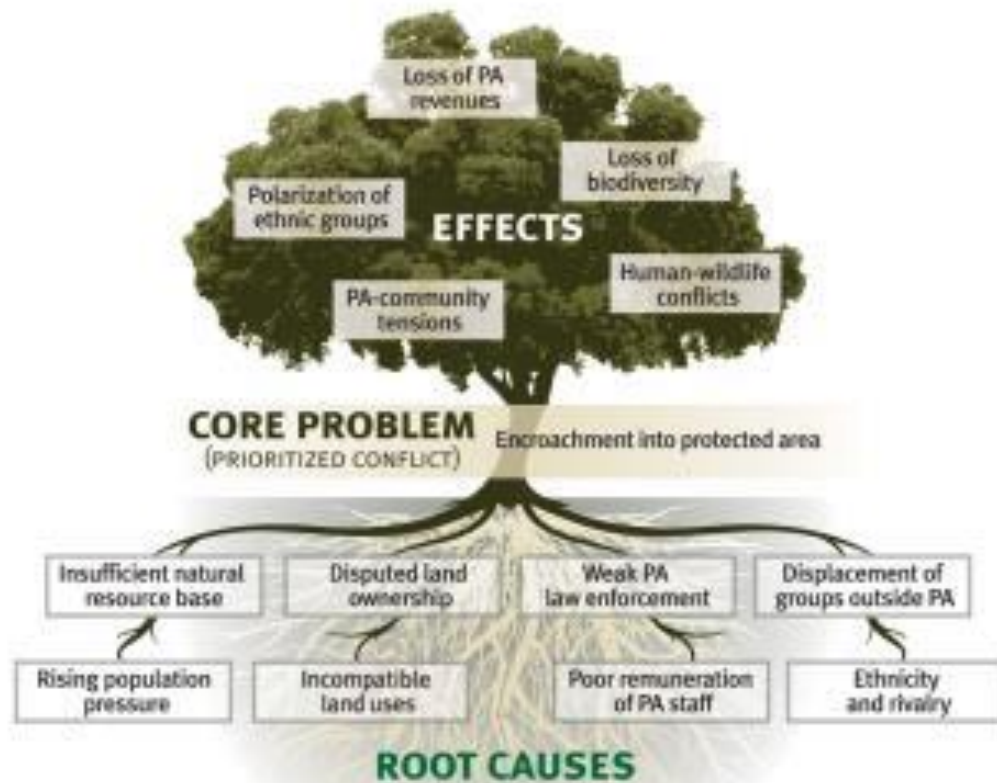 Loss of PA
revenues
Loss of
biodiversity
Polarization of
ethnic groups
EFFECTS
Human-wildlife
conflicts
PA-community
tensions
CORE PROBLEM
(PRIORITIZED CONFLICT)
Encroachment into protected area
Insufficient natural
resource base
Disputed land
ownership
Weak PA
law enforcement
Displacement of
groups outside PA
Rising population
pressure
Incompatible
land uses
Poor remuneration
of PA staff
Ethnicity
and rivalry
ROOT CAUSES